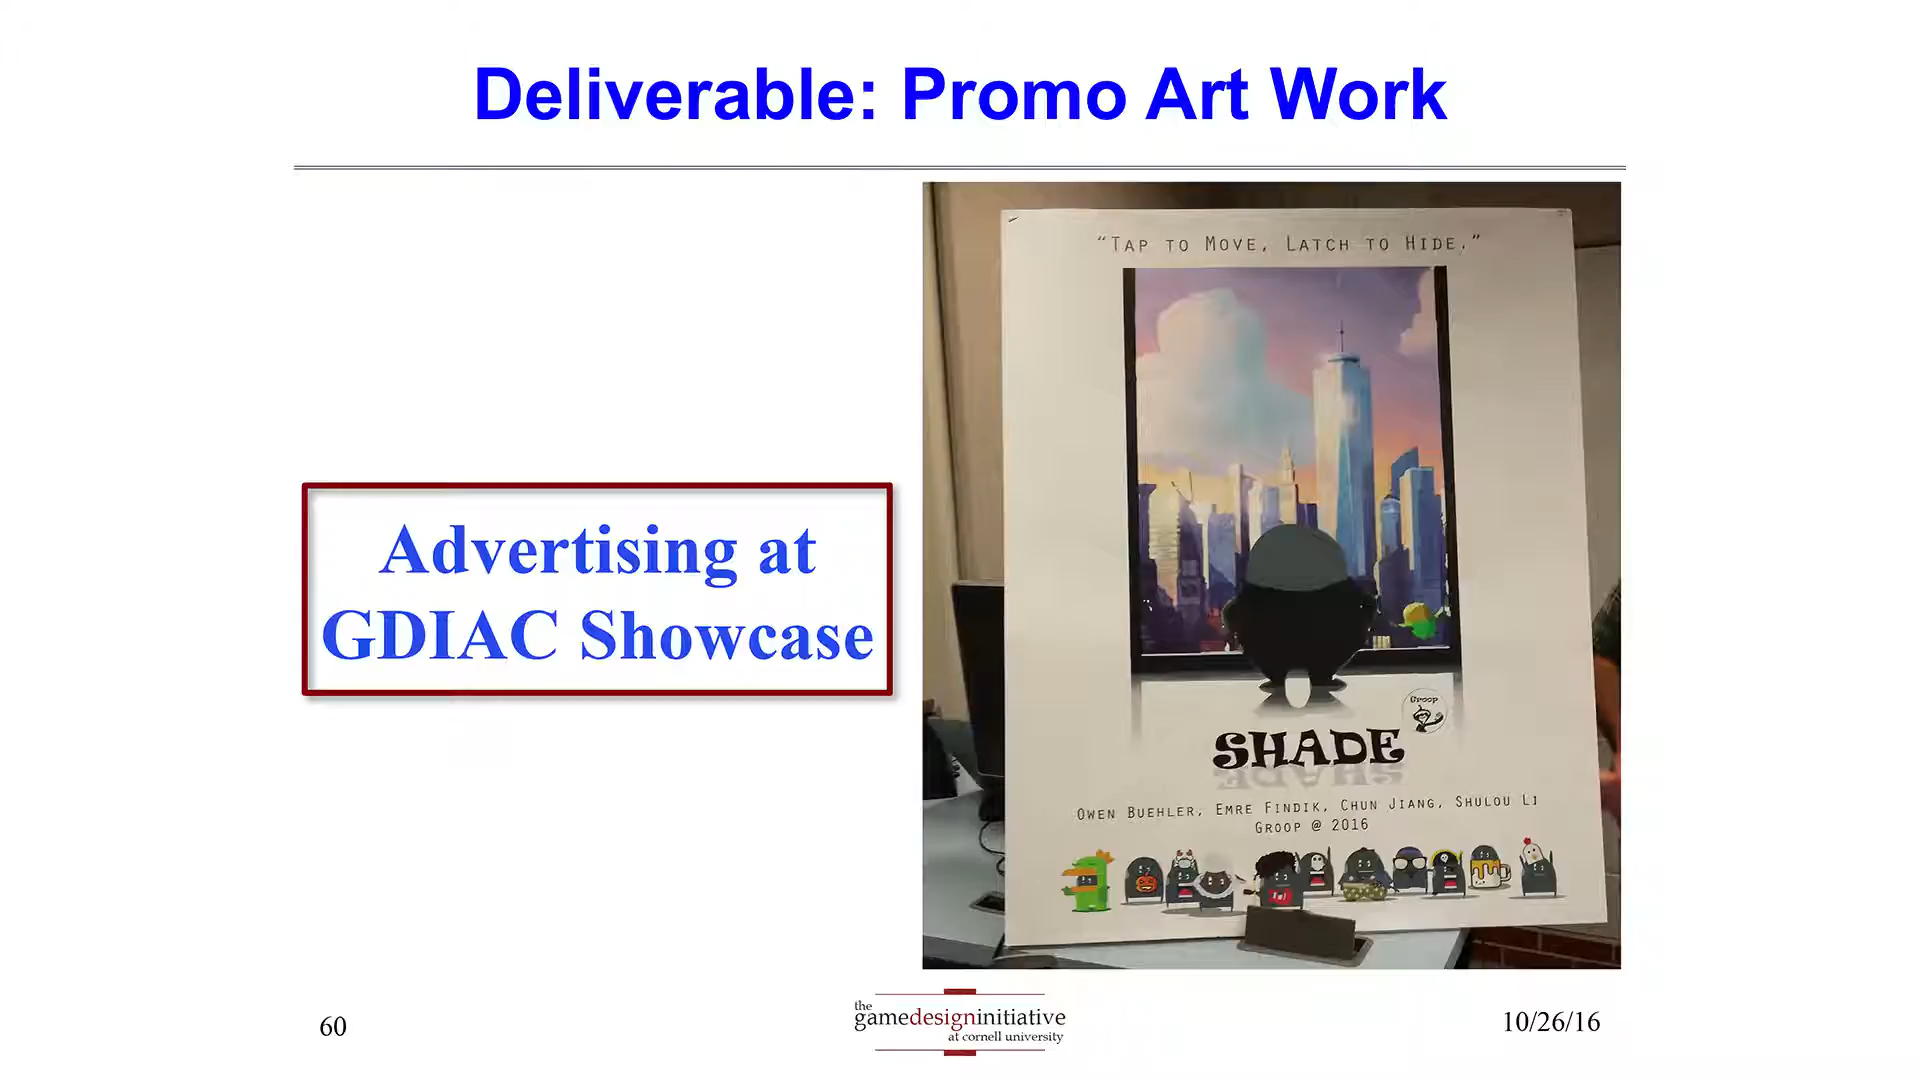 Deliverable: Promo Art Work
Advertising at
GDIAC Showcase
“TAP TO MOVE, LATCH TO HIDE.”
Groop
SHADE
OWEN BUEHLER, EMRE FINDIK, CHUN JIANG, SHULOU LI
GROOP @ 2016
60
the
gamedesigninitiative
at cornell university
10/26/16